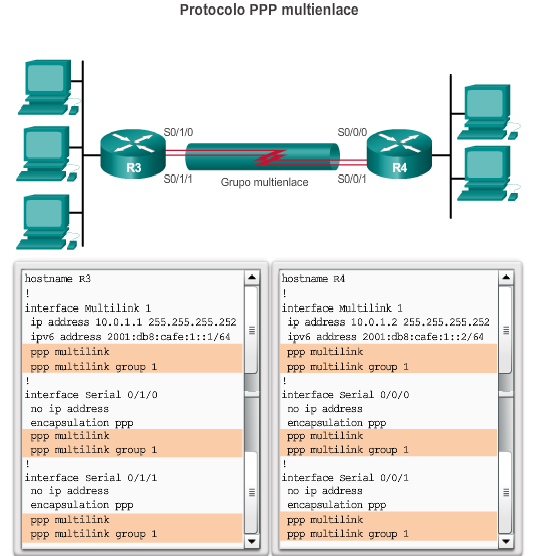 Protocolo PPP multienlace
S0/1/0
S0/0/0
R3
R4
S0/1/1
Grupo multienlace
S0/0/1
hostname R3
!
interface Multilink 1
ip address 10.0.1.1 255.255.255.252
ipv6 address 2001:db8:cafe:1::1/64
ppp multilink
ppp multilink group 1
!
interface Serial 0/1/0
no ip address
encapsulation ppp
ppp multilink
ppp multilink group 1
!
interface Serial 0/1/1
no ip address
encapsulation ppp
ppp multilink
ppp multilink group 1
hostname R4
!
interface Multilink 1
ip address 10.0.1.2 255.255.255.252
ipv6 address 2001:db8:cafe:1::2/64
ppp multilink
ppp multilink group 1
!
interface Serial 0/0/0
no ip address
encapsulation ppp
ppp multilink
ppp multilink group 1
!
interface Serial 0/0/1
no ip address
encapsulation ppp
ppp multilink
ppp multilink group 1